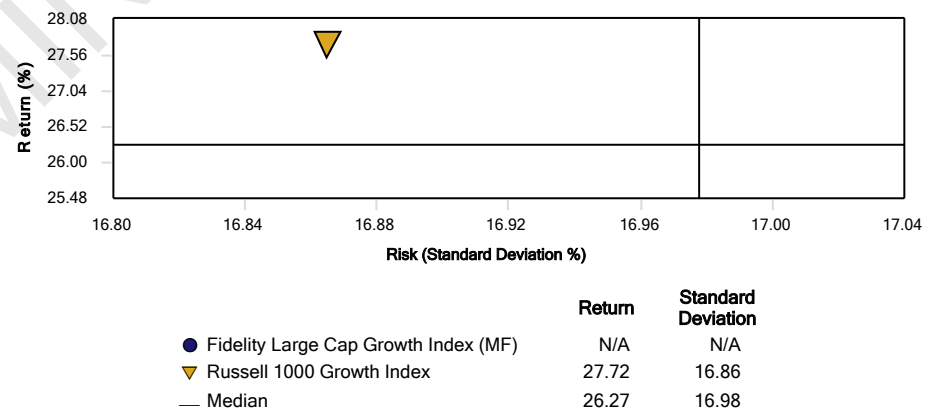 28.08
27.56
27.04
26.52
26.00
25.48
Return (%)
16.80 16.84 16.88 16.92 16.96 17.00 17.04
Risk (Standard Deviation %)
Return Standard Deviation
Fidelity Large Cap Growth Index (MF) N/A N/A
Russell 1000 Growth Index 27.72 16.86
Median 26.27 16.98